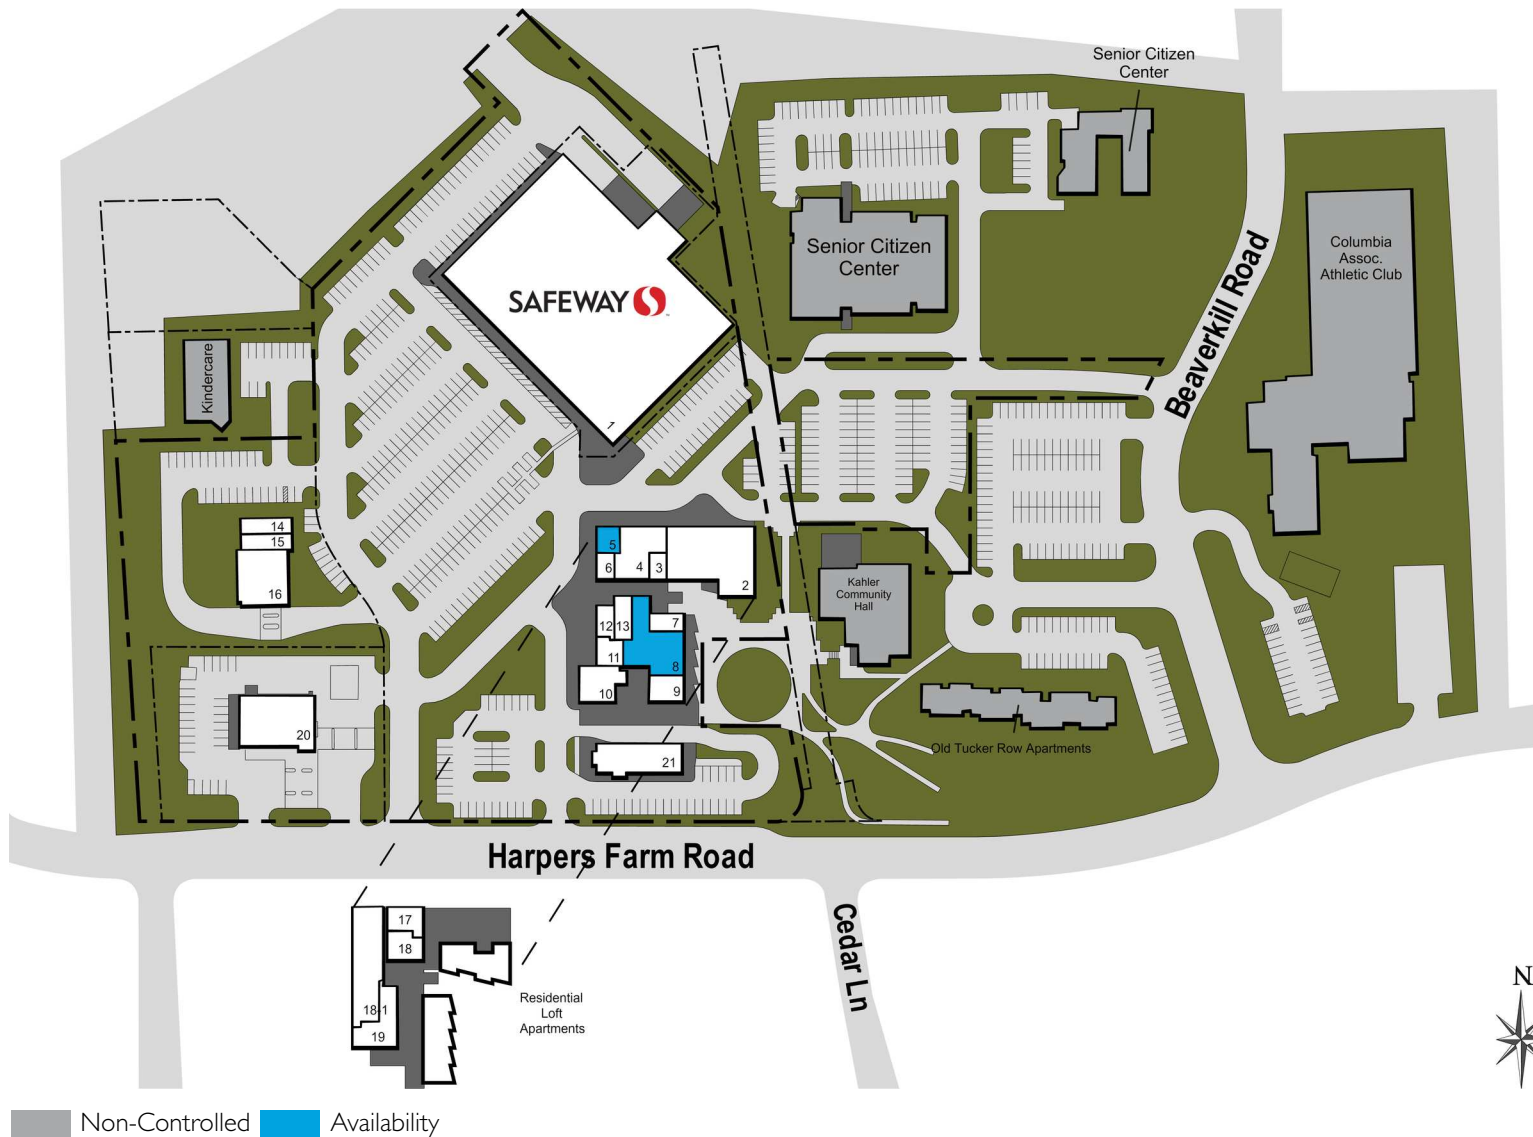 Senior Citizen
Center
Senior Citizen
Center
Columbia
Assoc.
Athletic Club
SAFEWAY
Beaverkill Road
Kindercare
1
14
15
16
5
6
4
3
2
Kahler
Community
Hall
12
13
7
11
8
10
9
20
21
Old Tucker Row Apartments
Harpers Farm Road
Cedar Ln
17
18
18-1
19
Residential
Loft
Apartments
N
Non-Controlled
Availability